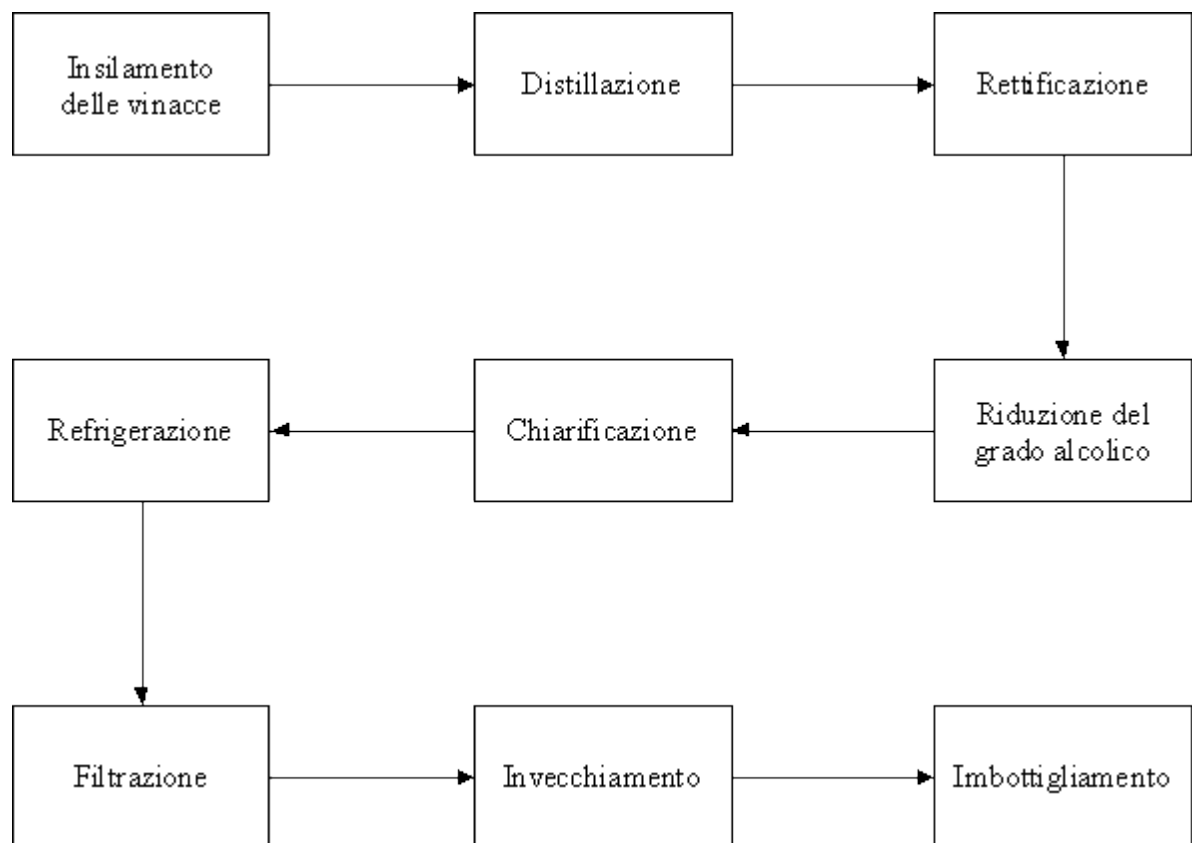 Insilamento
delle vinacce
Distillazione
Rettificazione
Riduzione del
grado alcolico
Chiarificazione
Refrigerazione
Filtrazione
Invecchiamento
Imbottigliamento